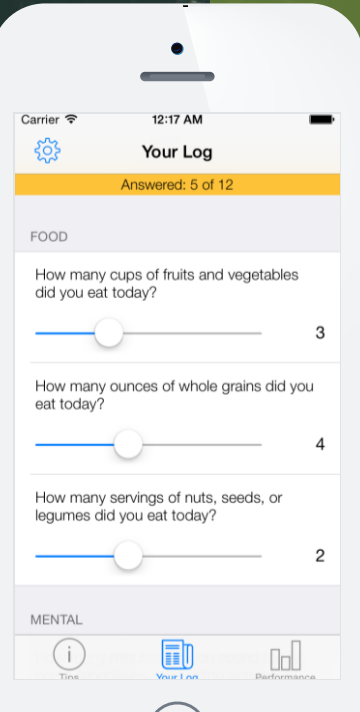 Carrier 12:17 AM
Your Log
Answered: 5 of 12
FOOD
How many cups of fruits and vegetables
did you eat today?
3
How many ounces of whole grains did you
eat today?
4
How many servings of nuts, seeds, or
legumes did you eat today?
2
MENTAL
Tips Your Log Performance